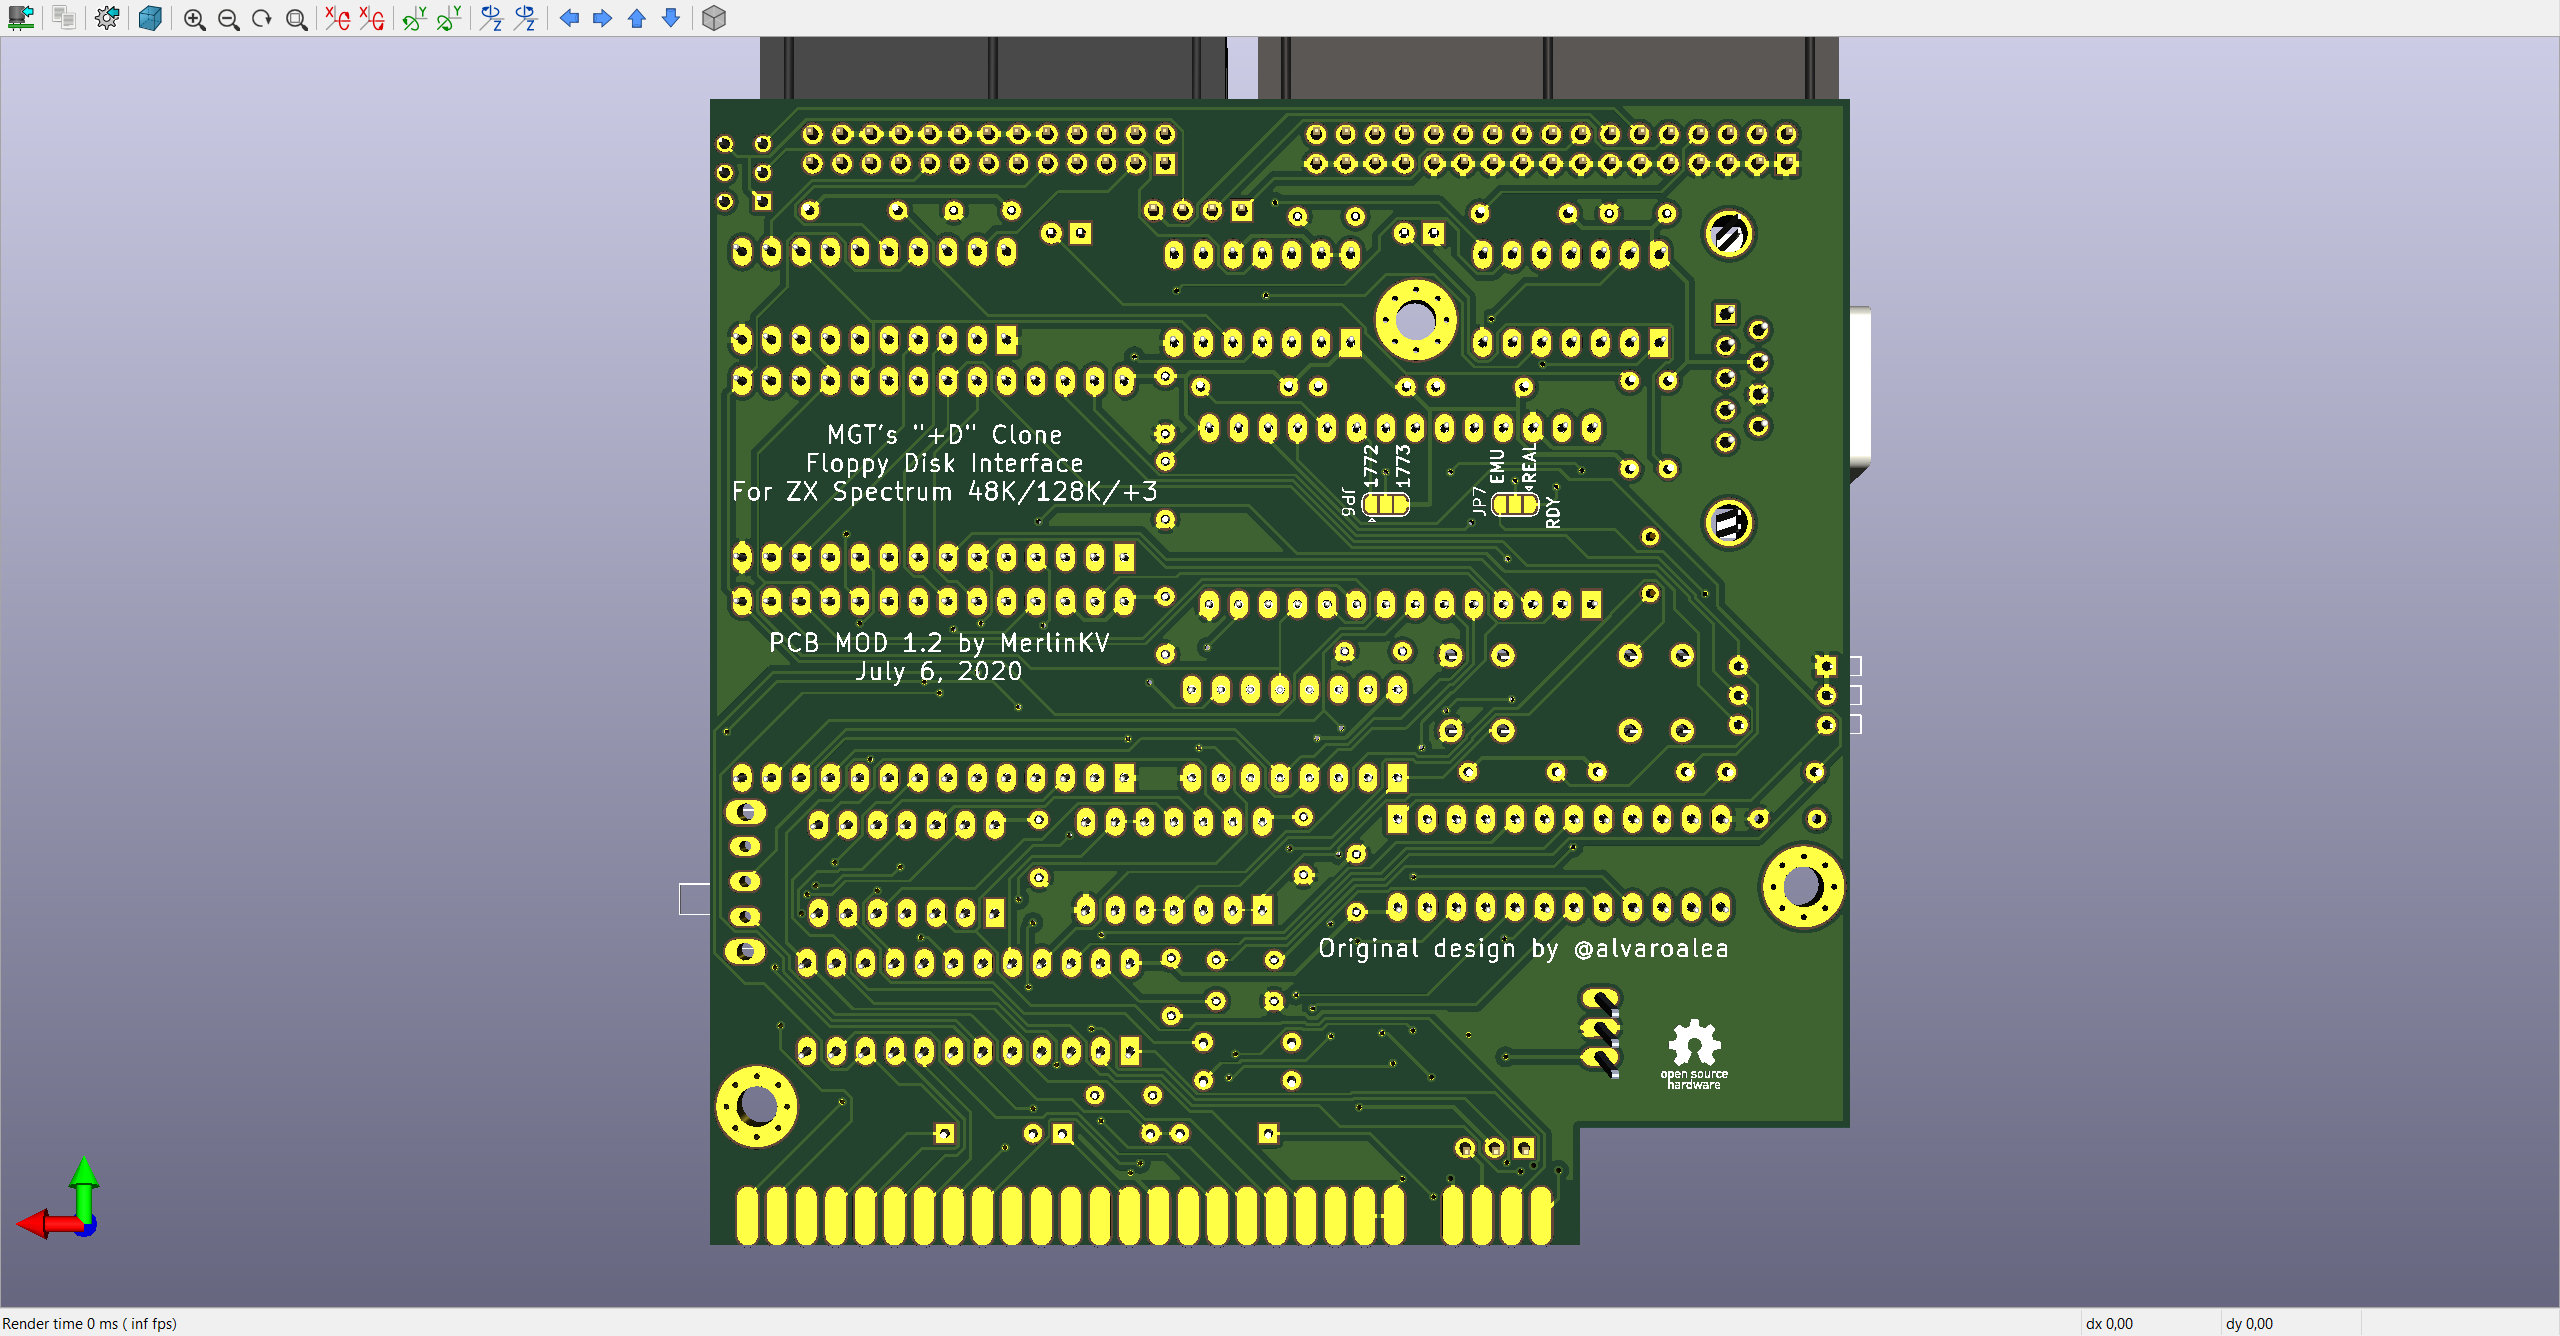 MGT's "+D" Clone
Floppy Disk Interface
For ZX Spectrum 48K/128K/+3
JP6
1772
1773
JP7
EMU
REAL
RDY
PCB MOD 1.2 by MerlinKV
July 6, 2020
Original design by @alvaroalea
open source
hardware
Render time 0 ms ( inf fps)
dx 0,00
dy 0,00
X
X
Y
Y
Z
Z